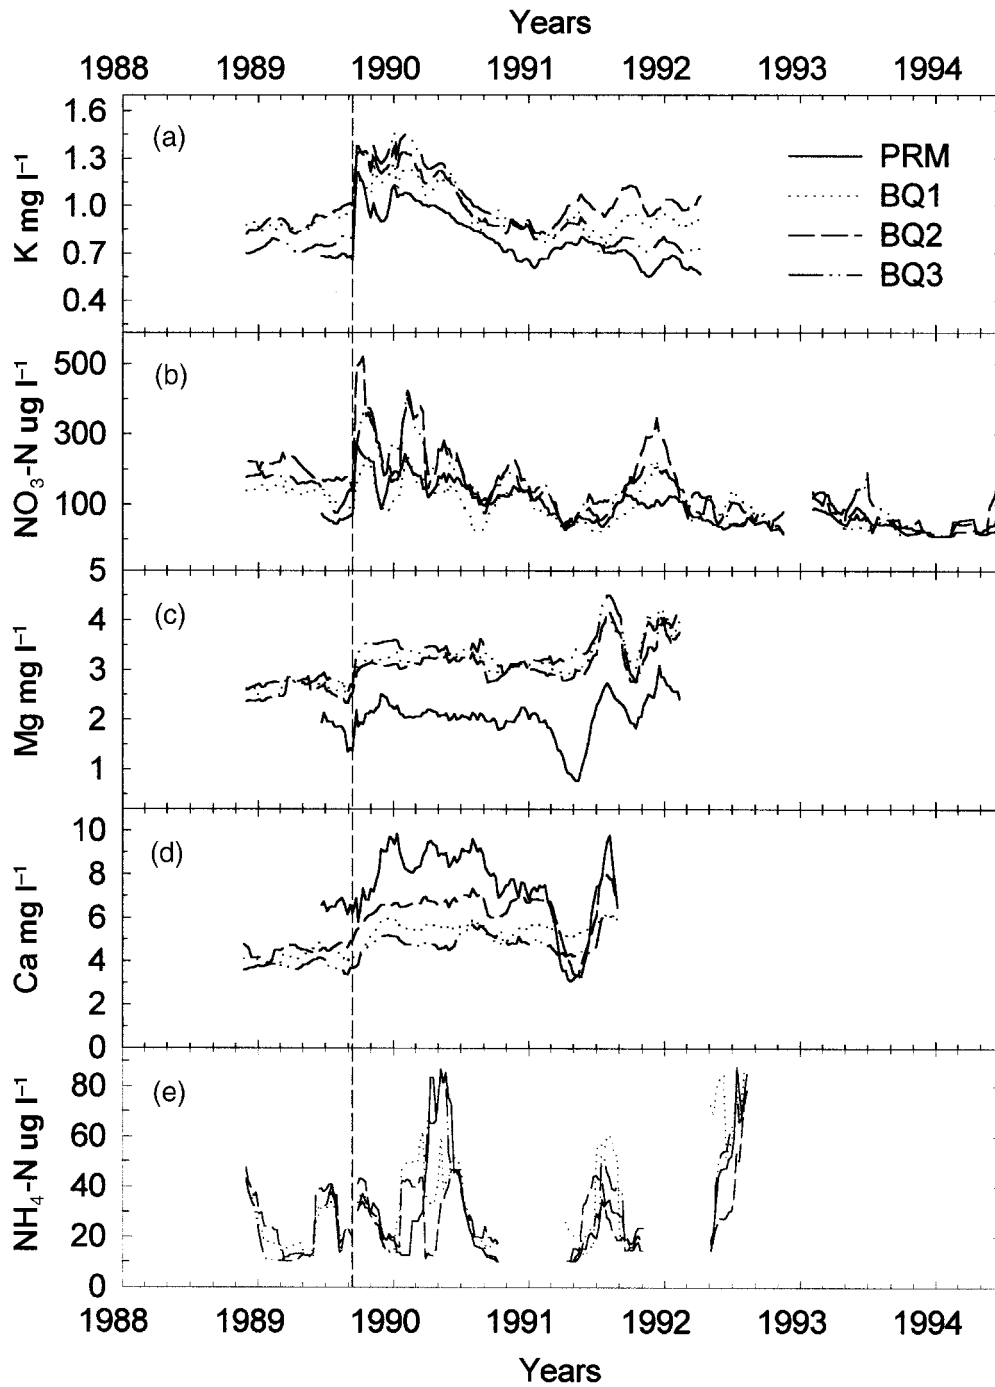 Years
1988 1989 1990 1991 1992 1993 1994
(a)
K mg l⁻¹
1.6
1.3
1.0
0.7
0.4
PRM
BQ1
BQ2
BQ3
(b)
NO₃-N ug l⁻¹
500
300
100
(c)
Mg mg l⁻¹
5
4
3
2
1
(d)
Ca mg l⁻¹
10
8
6
4
2
0
(e)
NH₄-N ug l⁻¹
80
60
40
20
0
1988 1989 1990 1991 1992 1993 1994
Years